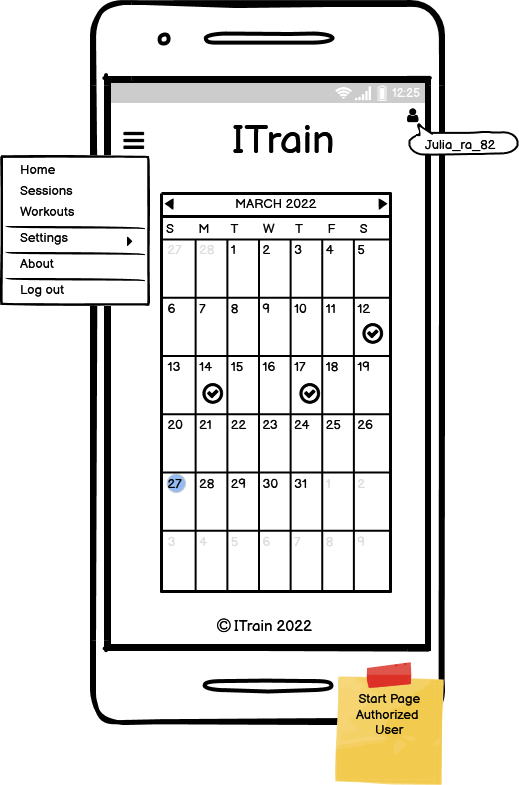 12:25
ITrain
Julia_ra_82
Home
Sessions
Workouts
Settings
About
Log out
MARCH 2022
S M T W T F S
27 28 1 2 3 4 5
6 7 8 9 10 11 12
13 14 15 16 17 18 19
20 21 22 23 24 25 26
27 28 29 30 31 1 2
3 4 5 6 7 8 9
© ITrain 2022
Start Page
Authorized
User